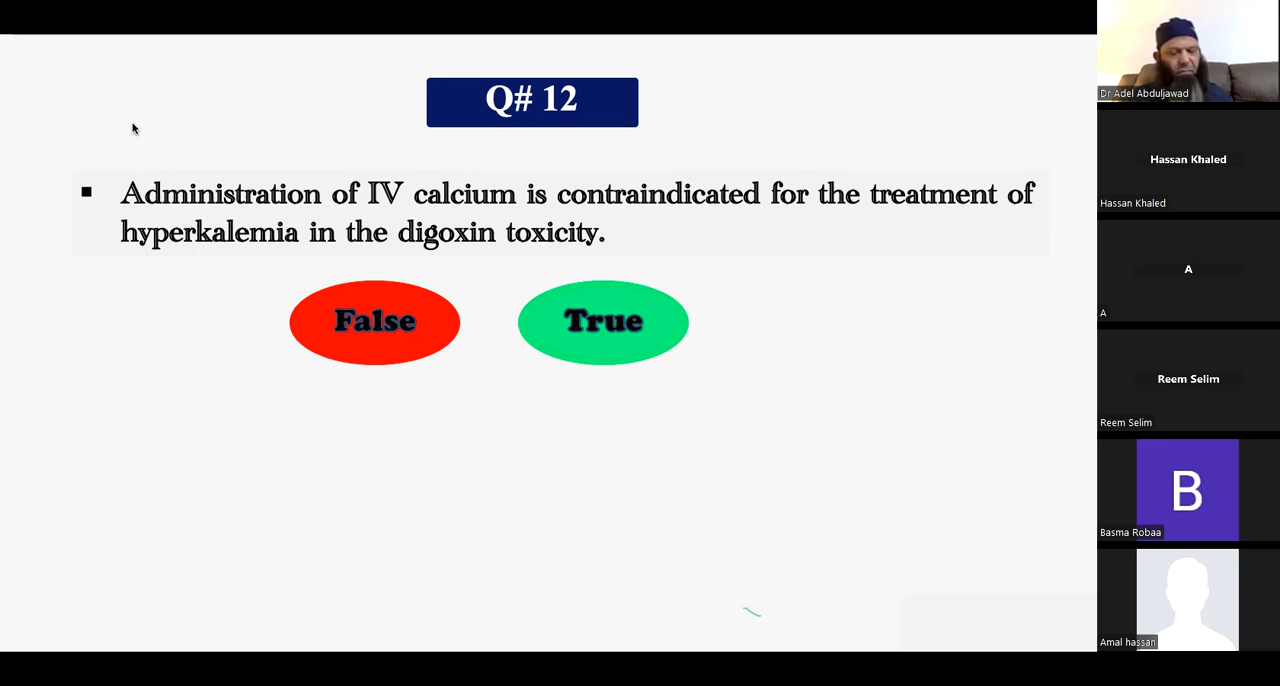 Q# 12
▪ Administration of IV calcium is contraindicated for the treatment of
hyperkalemia in the digoxin toxicity.
False
True
Dr Adel Abduljawad
Hassan Khaled
Hassan Khaled
A
A
Reem Selim
Reem Selim
B
Basma Robaa
Amal hassan